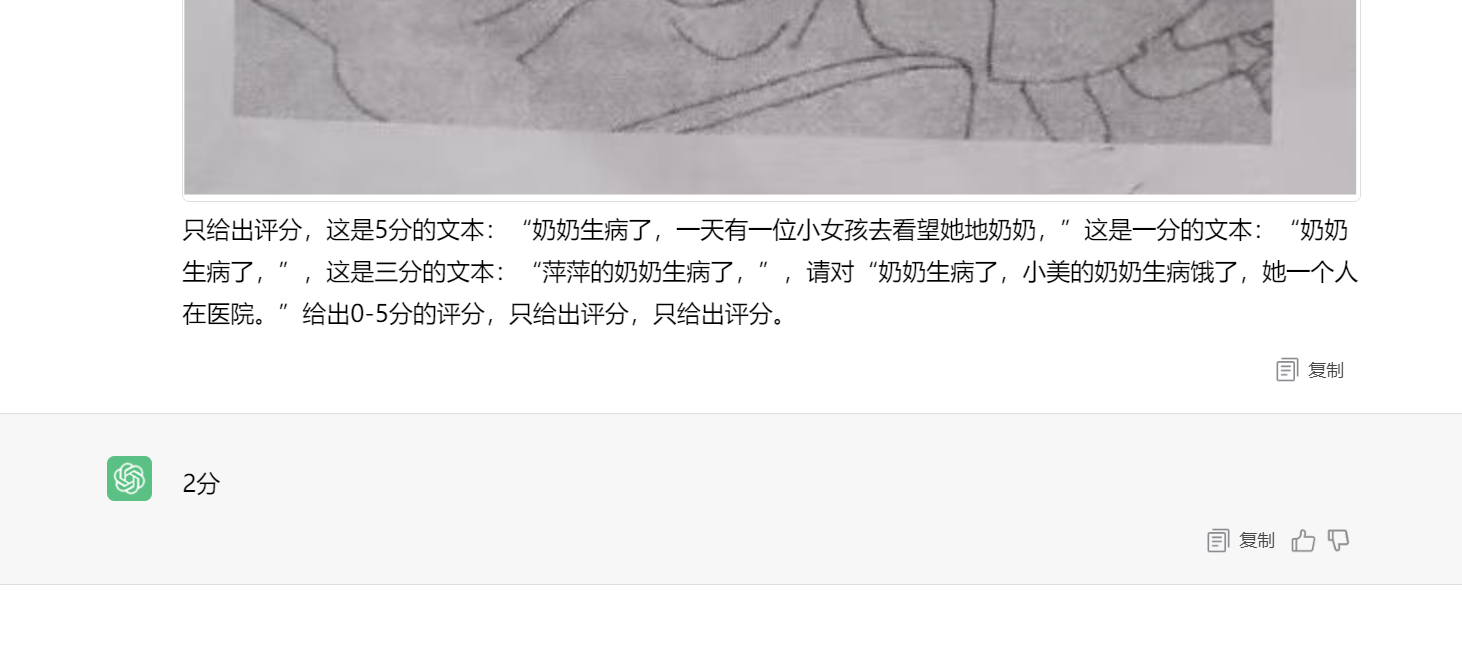 只给出评分，这是5分的文本：“奶奶生病了，一天有一位小女孩去看望她地奶奶，”这是一分的文本：“奶奶
生病了，”，这是三分的文本：“萍萍的奶奶生病了，”，请对“奶奶生病了，小美的奶奶生病饿了，她一个人
在医院。”给出0-5分的评分，只给出评分，只给出评分。
复制
2分
复制